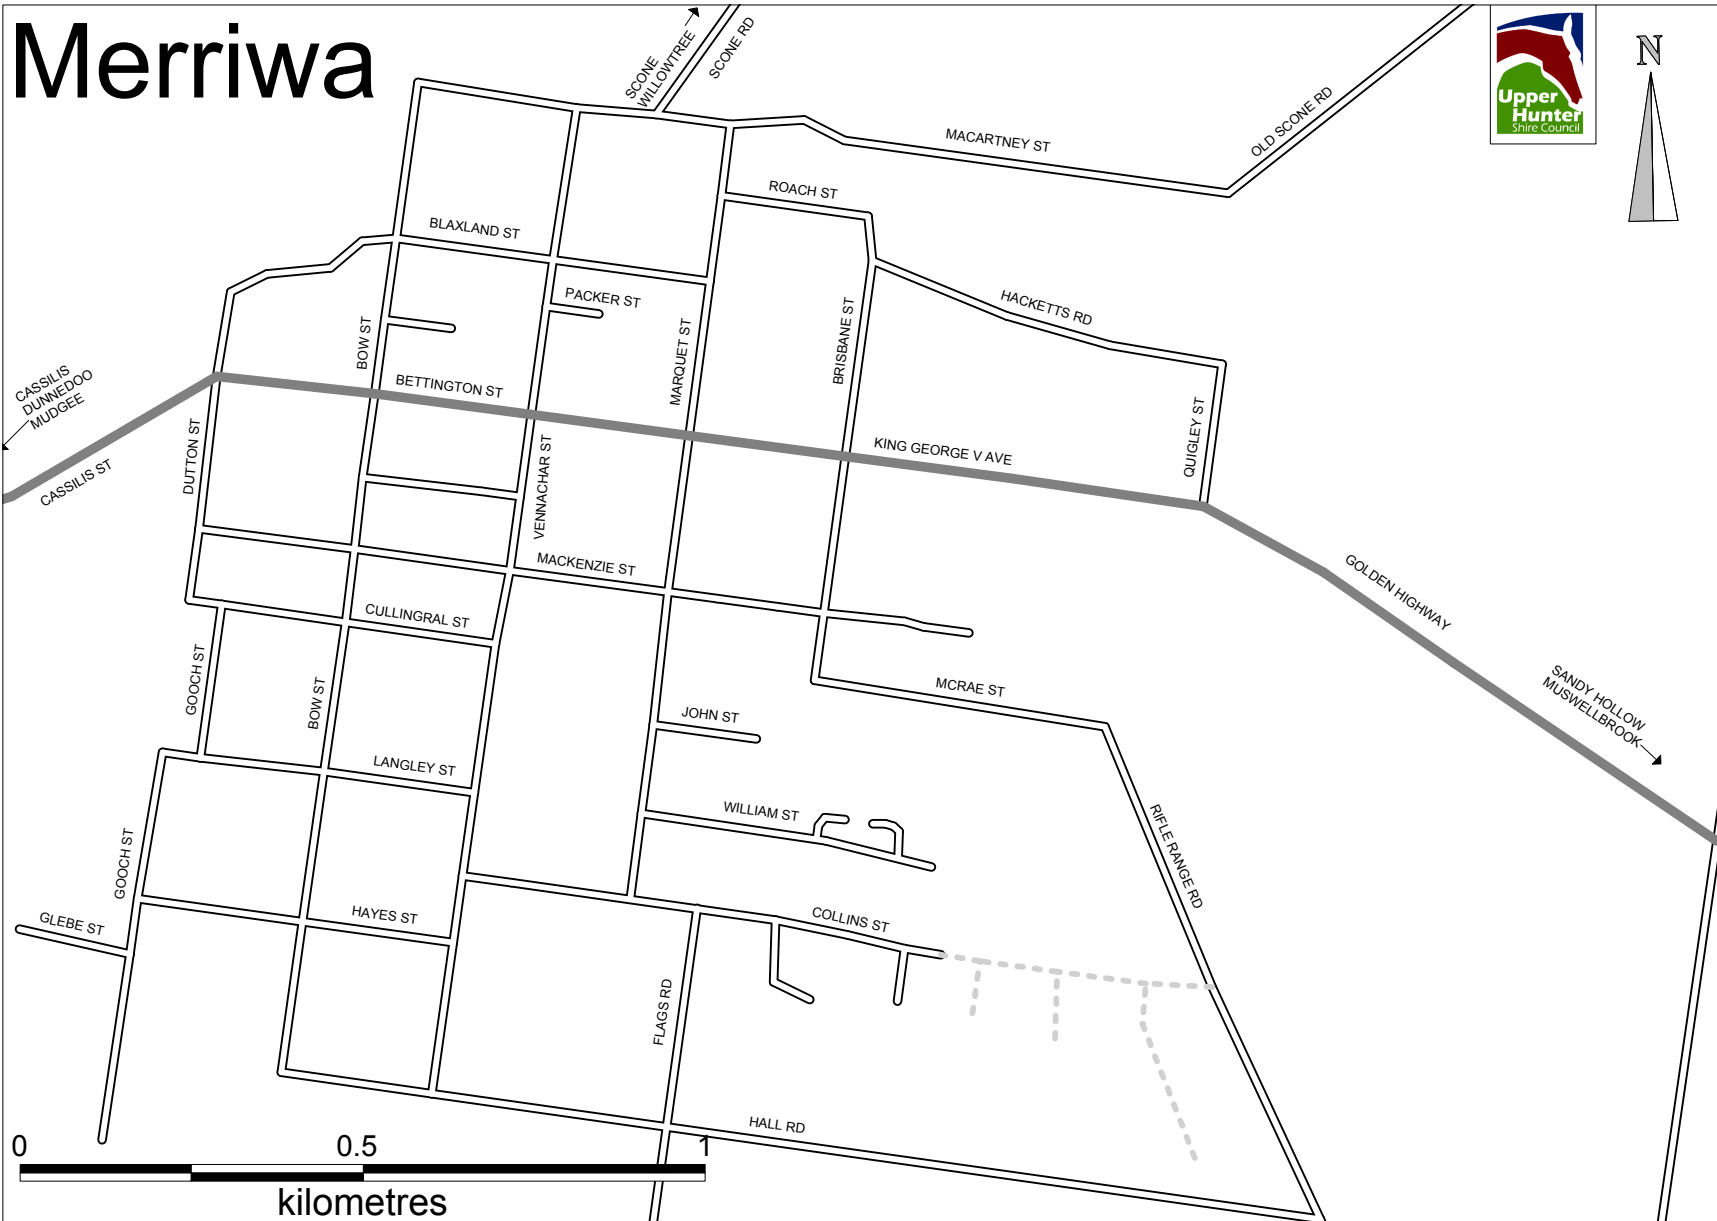 Merriwa
SCONE
WILLOWTREE
SCONE RD
Upper
Hunter
Shire Council
N
MACARTNEY ST
OLD SCONE RD
ROACH ST
BLAXLAND ST
PACKER ST
HACKETTS RD
BOW ST
MARQUET ST
BRISBANE ST
CASSILIS
DUNNEDOO
MUDGEE
BETTINGTON ST
QUIGLEY ST
DUTTON ST
CASSILIS ST
VENNACHAR ST
KING GEORGE V AVE
MACKENZIE ST
GOLDEN HIGHWAY
CULLINGRAL ST
GOOCH ST
BOW ST
MCRAE ST
SANDY HOLLOW
MUSWELLBROOK
JOHN ST
LANGLEY ST
WILLIAM ST
RIFLE RANGE RD
GOOCH ST
GLEBE ST
HAYES ST
COLLINS ST
FLAGS RD
HALL RD
0 0.5 1
kilometres